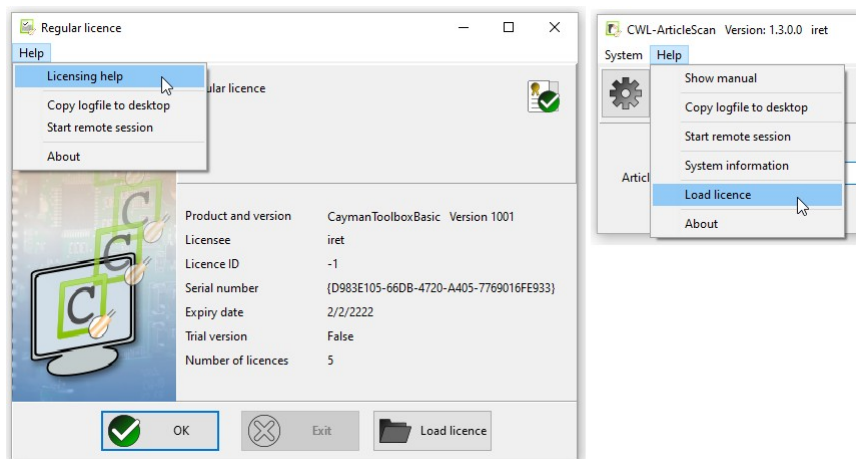 Regular licence
Help
Licensing help
Copy logfile to desktop
Start remote session
About
ular licence
Product and version CaymanToolboxBasic Version 1001
Licensee iret
Licence ID -1
Serial number {D983E105-66DB-4720-A405-7769016FE933}
Expiry date 2/2/2222
Trial version False
Number of licences 5
OK Exit Load licence
CWL-ArticleScan Version: 1.3.0.0 iret
System Help
Show manual
Copy logfile to desktop
Start remote session
System information
Articl
Load licence
About
C
C
C
C